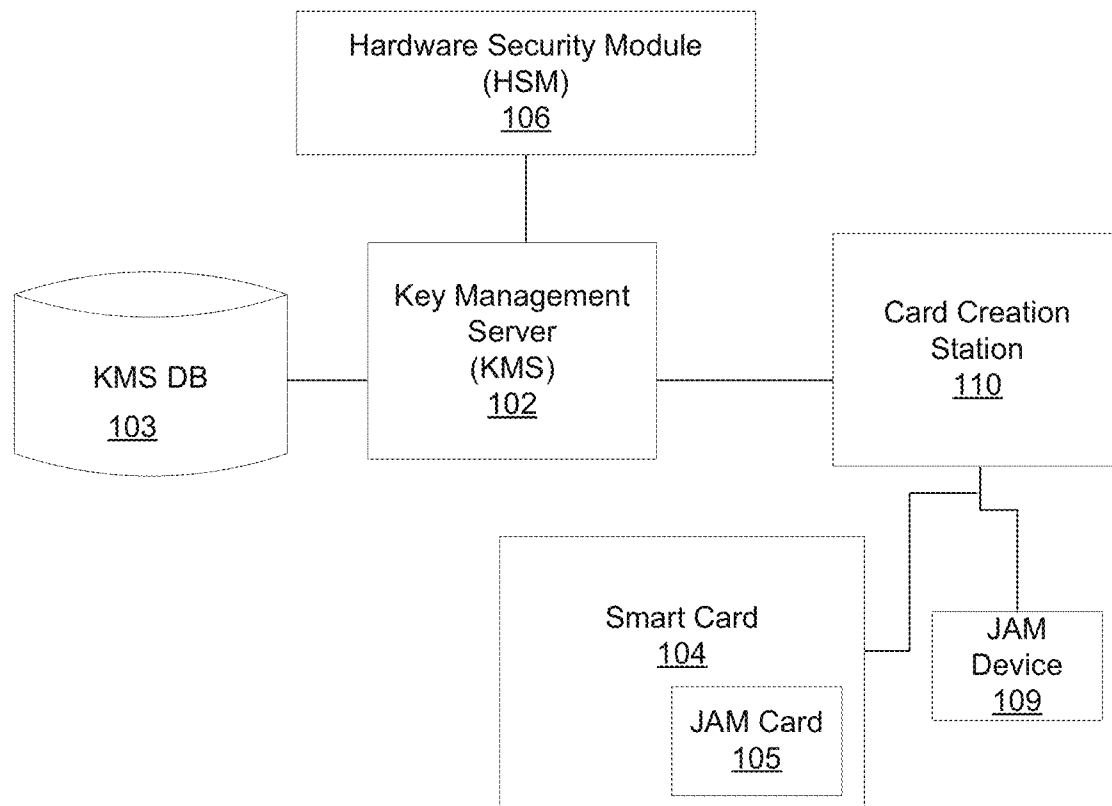 Hardware Security Module
(HSM)
106
Key Management
Server
(KMS)
102
KMS DB
103
Card Creation
Station
110
Smart Card
104
JAM Card
105
JAM
Device
109